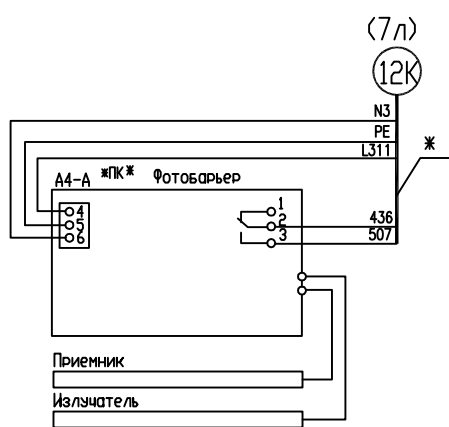 (7л)
12К
N3
PE
L311
*
А4-А *ПК* Фотобарьер
4
5
6
1
2
3
436
507
Приемник
Излучатель